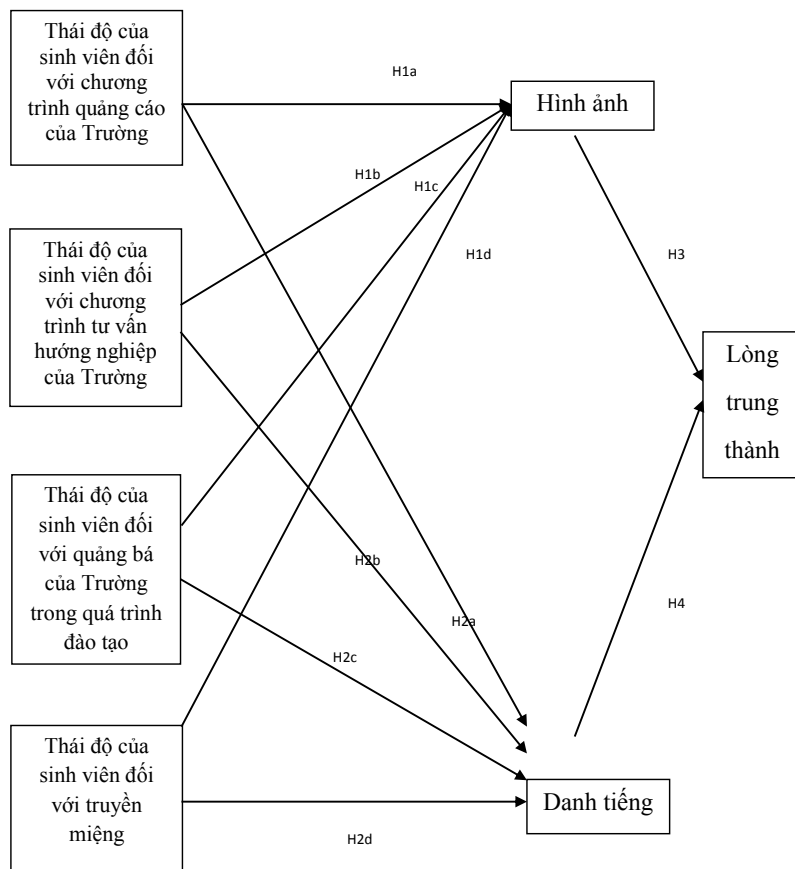 Thái độ của
sinh viên đối
với chương
trình quảng cáo
của Trường
H1a
Hình ảnh
H1b
H1c
H1d
H3
Thái độ của
sinh viên đối
với chương
trình tư vấn
hướng nghiệp
của Trường
Lòng
trung
thành
Thái độ của
sinh viên đối
với quảng bá
của Trường
trong quá trình
đào tạo
H2b
H2a
H2c
H4
Thái độ của
sinh viên đối
với truyền
miệng
Danh tiếng
H2d